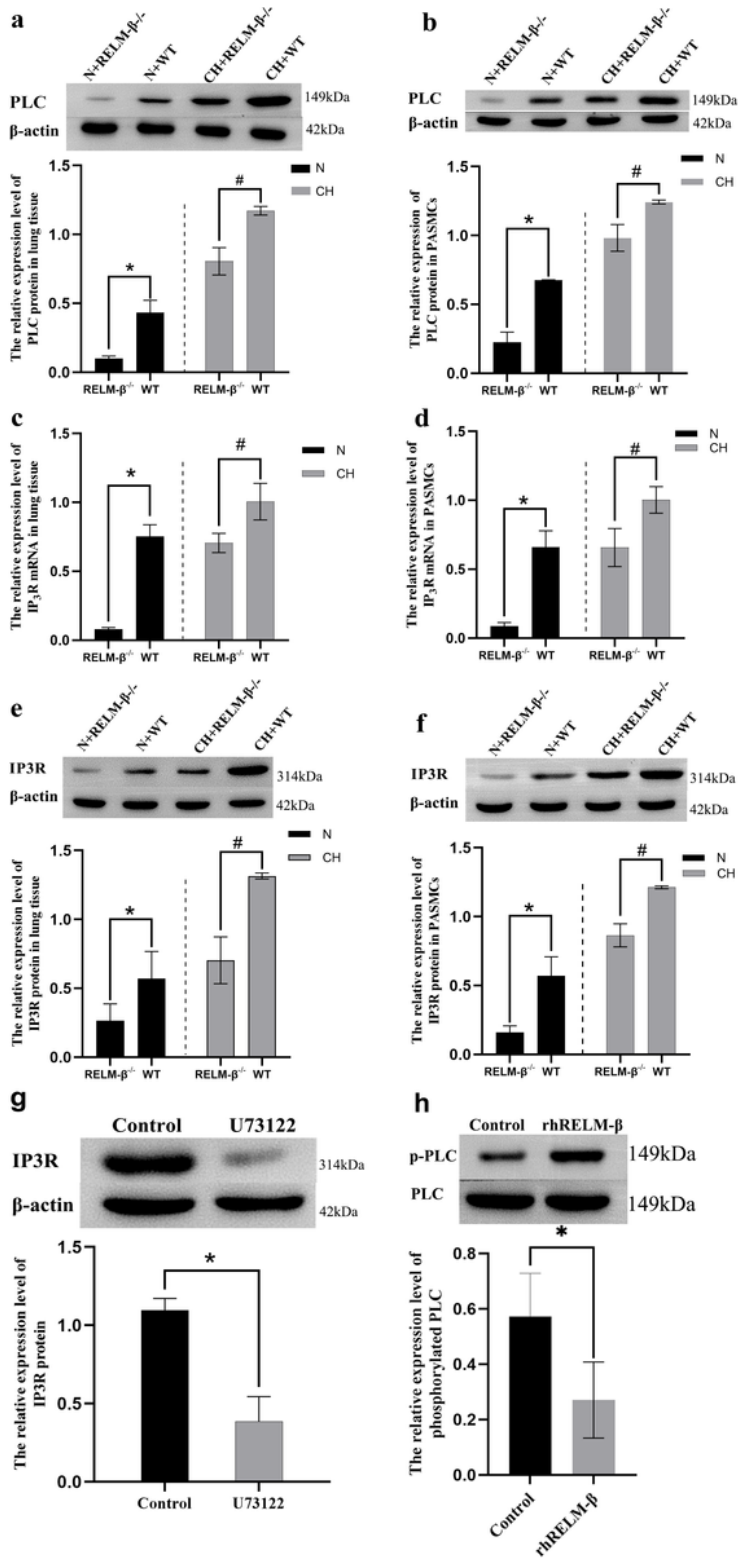 a
N+RELM-β-/-
N+WT
CH+RELM-β-/-
CH+WT
PLC
149kDa
β-actin
42kDa
N
CH
The relative expression level of
PLC protein in lung tissue
1.5
1.0
0.5
0.0
*
#
RELM-β-/-
WT
RELM-β-/-
WT
b
N+RELM-β-/-
N+WT
CH+RELM-β-/-
CH+WT
PLC
149kDa
β-actin
42kDa
N
CH
The relative expression of
PLC protein in PASMCs
1.5
1.0
0.5
0.0
*
#
RELM-β-/-
WT
RELM-β-/-
WT
c
N
CH
The relative expression level of
IP3R mRNA in lung tissue
1.5
1.0
0.5
0.0
*
#
RELM-β-/-
WT
RELM-β-/-
WT
d
N
CH
The relative expression level of
IP3R mRNA in PASMCs
1.5
1.0
0.5
0.0
*
#
RELM-β-/-
WT
RELM-β-/-
WT
e
N+RELM-β-/-
N+WT
CH+RELM-β-/-
CH+WT
IP3R
314kDa
β-actin
42kDa
N
CH
The relative expression level of
IP3R protein in lung tissue
1.5
1.0
0.5
0.0
*
#
RELM-β-/-
WT
RELM-β-/-
WT
f
N+RELM-β-/-
N+WT
CH+RELM-β-/-
CH+WT
IP3R
314kDa
β-actin
42kDa
N
CH
The relative expression level of
IP3R protein in PASMCs
1.5
1.0
0.5
0.0
*
#
RELM-β-/-
WT
RELM-β-/-
WT
g
Control
U73122
IP3R
314kDa
β-actin
42kDa
The relative expression level of
IP3R protein
1.5
1.0
0.5
0.0
*
Control
U73122
h
Control
rhRELM-β
p-PLC
149kDa
PLC
149kDa
The relative expression level of
phosphorylated PLC
0.8
0.6
0.4
0.2
0.0
*
Control
rhRELM-β